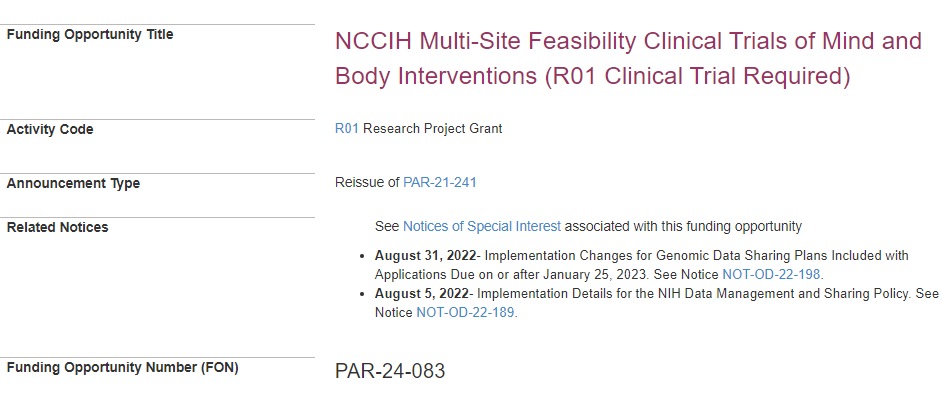 Funding Opportunity Title
NCCIH Multi-Site Feasibility Clinical Trials of Mind and
Body Interventions (R01 Clinical Trial Required)
Activity Code
R01 Research Project Grant
Announcement Type
Reissue of PAR-21-241
Related Notices
See Notices of Special Interest associated with this funding opportunity
• August 31, 2022- Implementation Changes for Genomic Data Sharing Plans Included with
Applications Due on or after January 25, 2023. See Notice NOT-OD-22-198.
• August 5, 2022- Implementation Details for the NIH Data Management and Sharing Policy. See
Notice NOT-OD-22-189.
Funding Opportunity Number (FON)
PAR-24-083